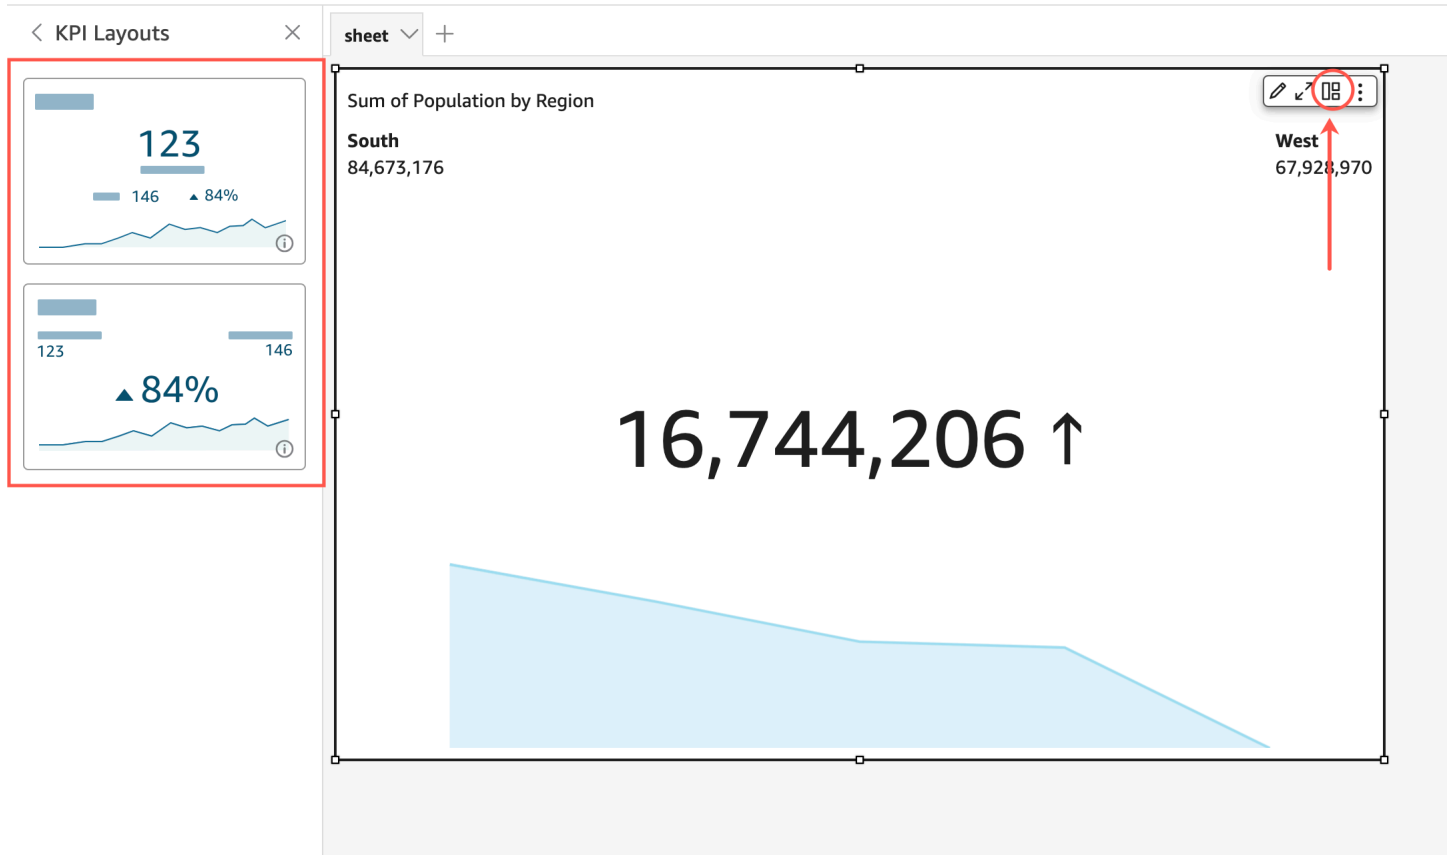 KPI Layouts
123
146 84%
123 146
84%
sheet
Sum of Population by Region
South West
84,673,176 67,928,970
16,744,206 ↑